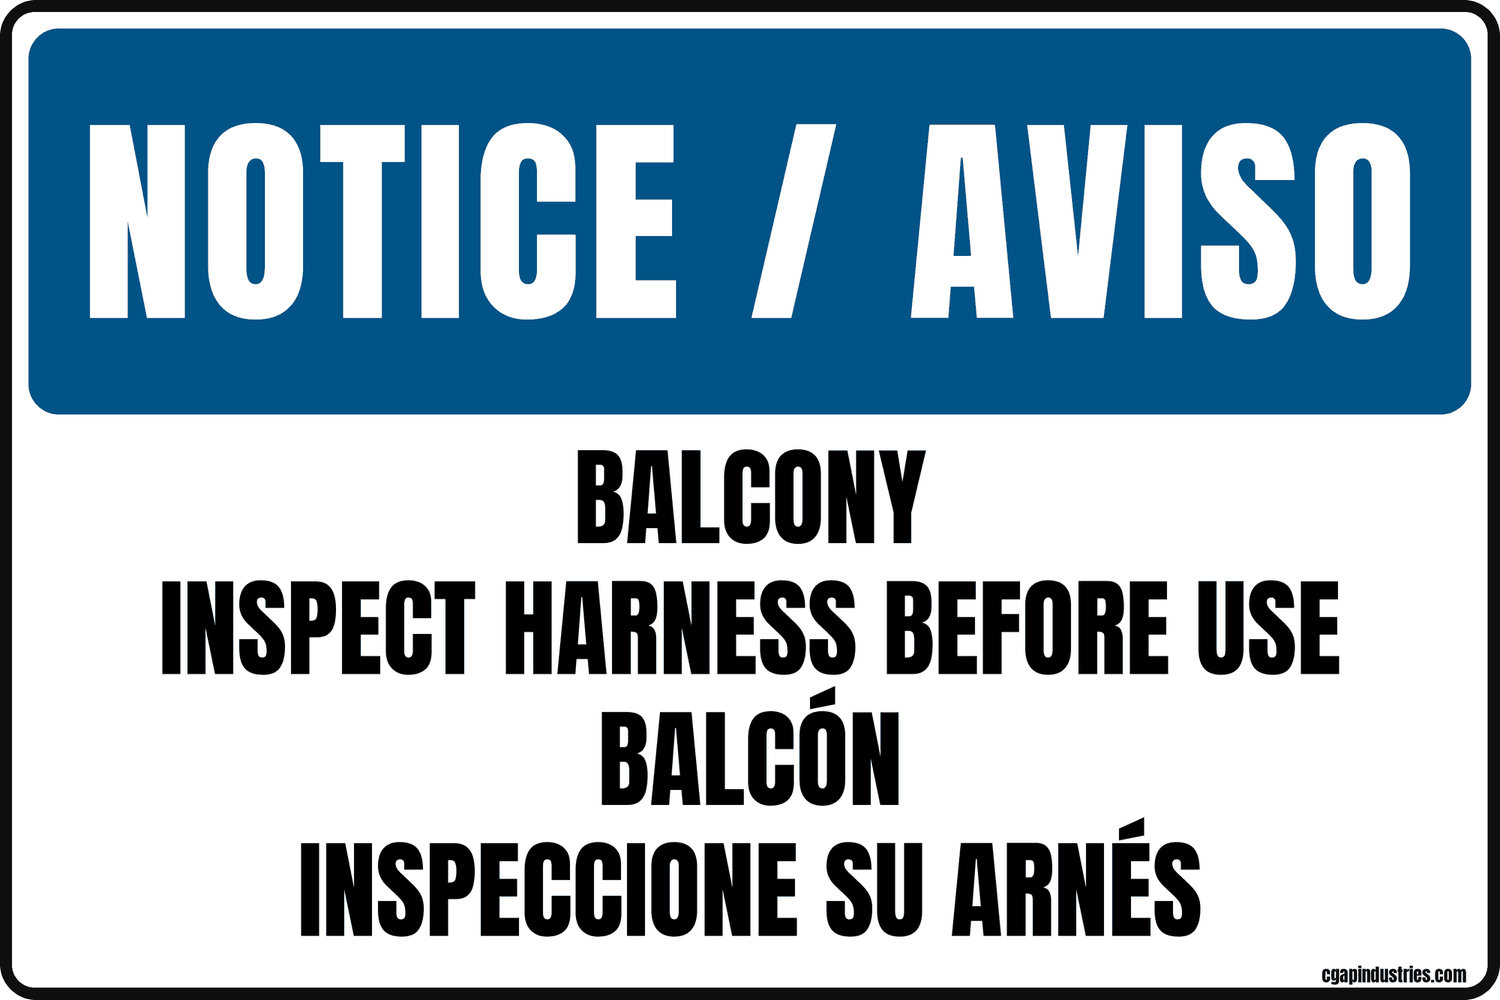 NOTICE / AVISO
BALCONY
INSPECT HARNESS BEFORE USE
BALCÓN
INSPECCIONE SU ARNÉS
cgapindustries.com